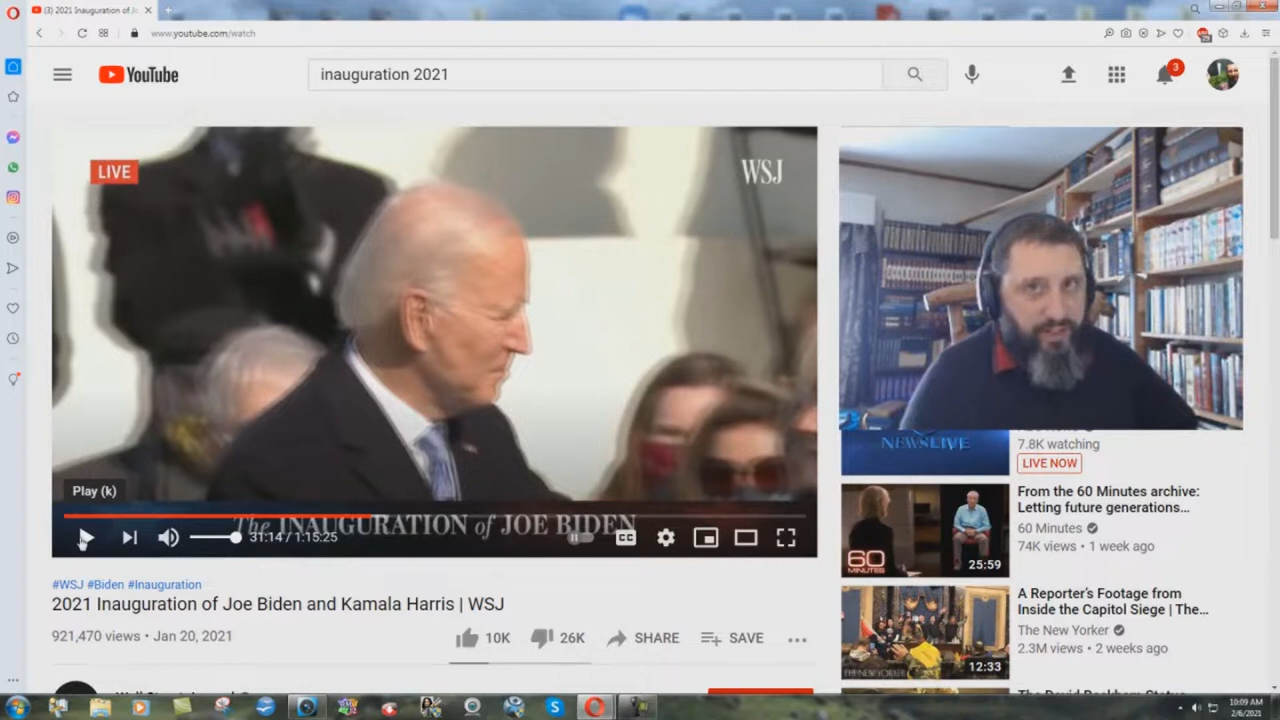 (3) 2021 Inauguration of Jo
www.youtube.com/watch
YouTube
inauguration 2021
3
LIVE
WSJ
Play (k)
The INAUGURATION of JOE BIDEN
31:14 / 1:15:25
#WSJ #Biden #Inauguration
2021 Inauguration of Joe Biden and Kamala Harris | WSJ
921,470 views • Jan 20, 2021
10K
26K
SHARE
SAVE
NEWSLIVE
7.8K watching
LIVE NOW
From the 60 Minutes archive:
Letting future generations...
60 Minutes
74K views • 1 week ago
60
MINUTES
25:59
A Reporter's Footage from
Inside the Capitol Siege | The...
The New Yorker
2.3M views • 2 weeks ago
THE NEW YORKER
12:33
10:09 AM
2/6/2021